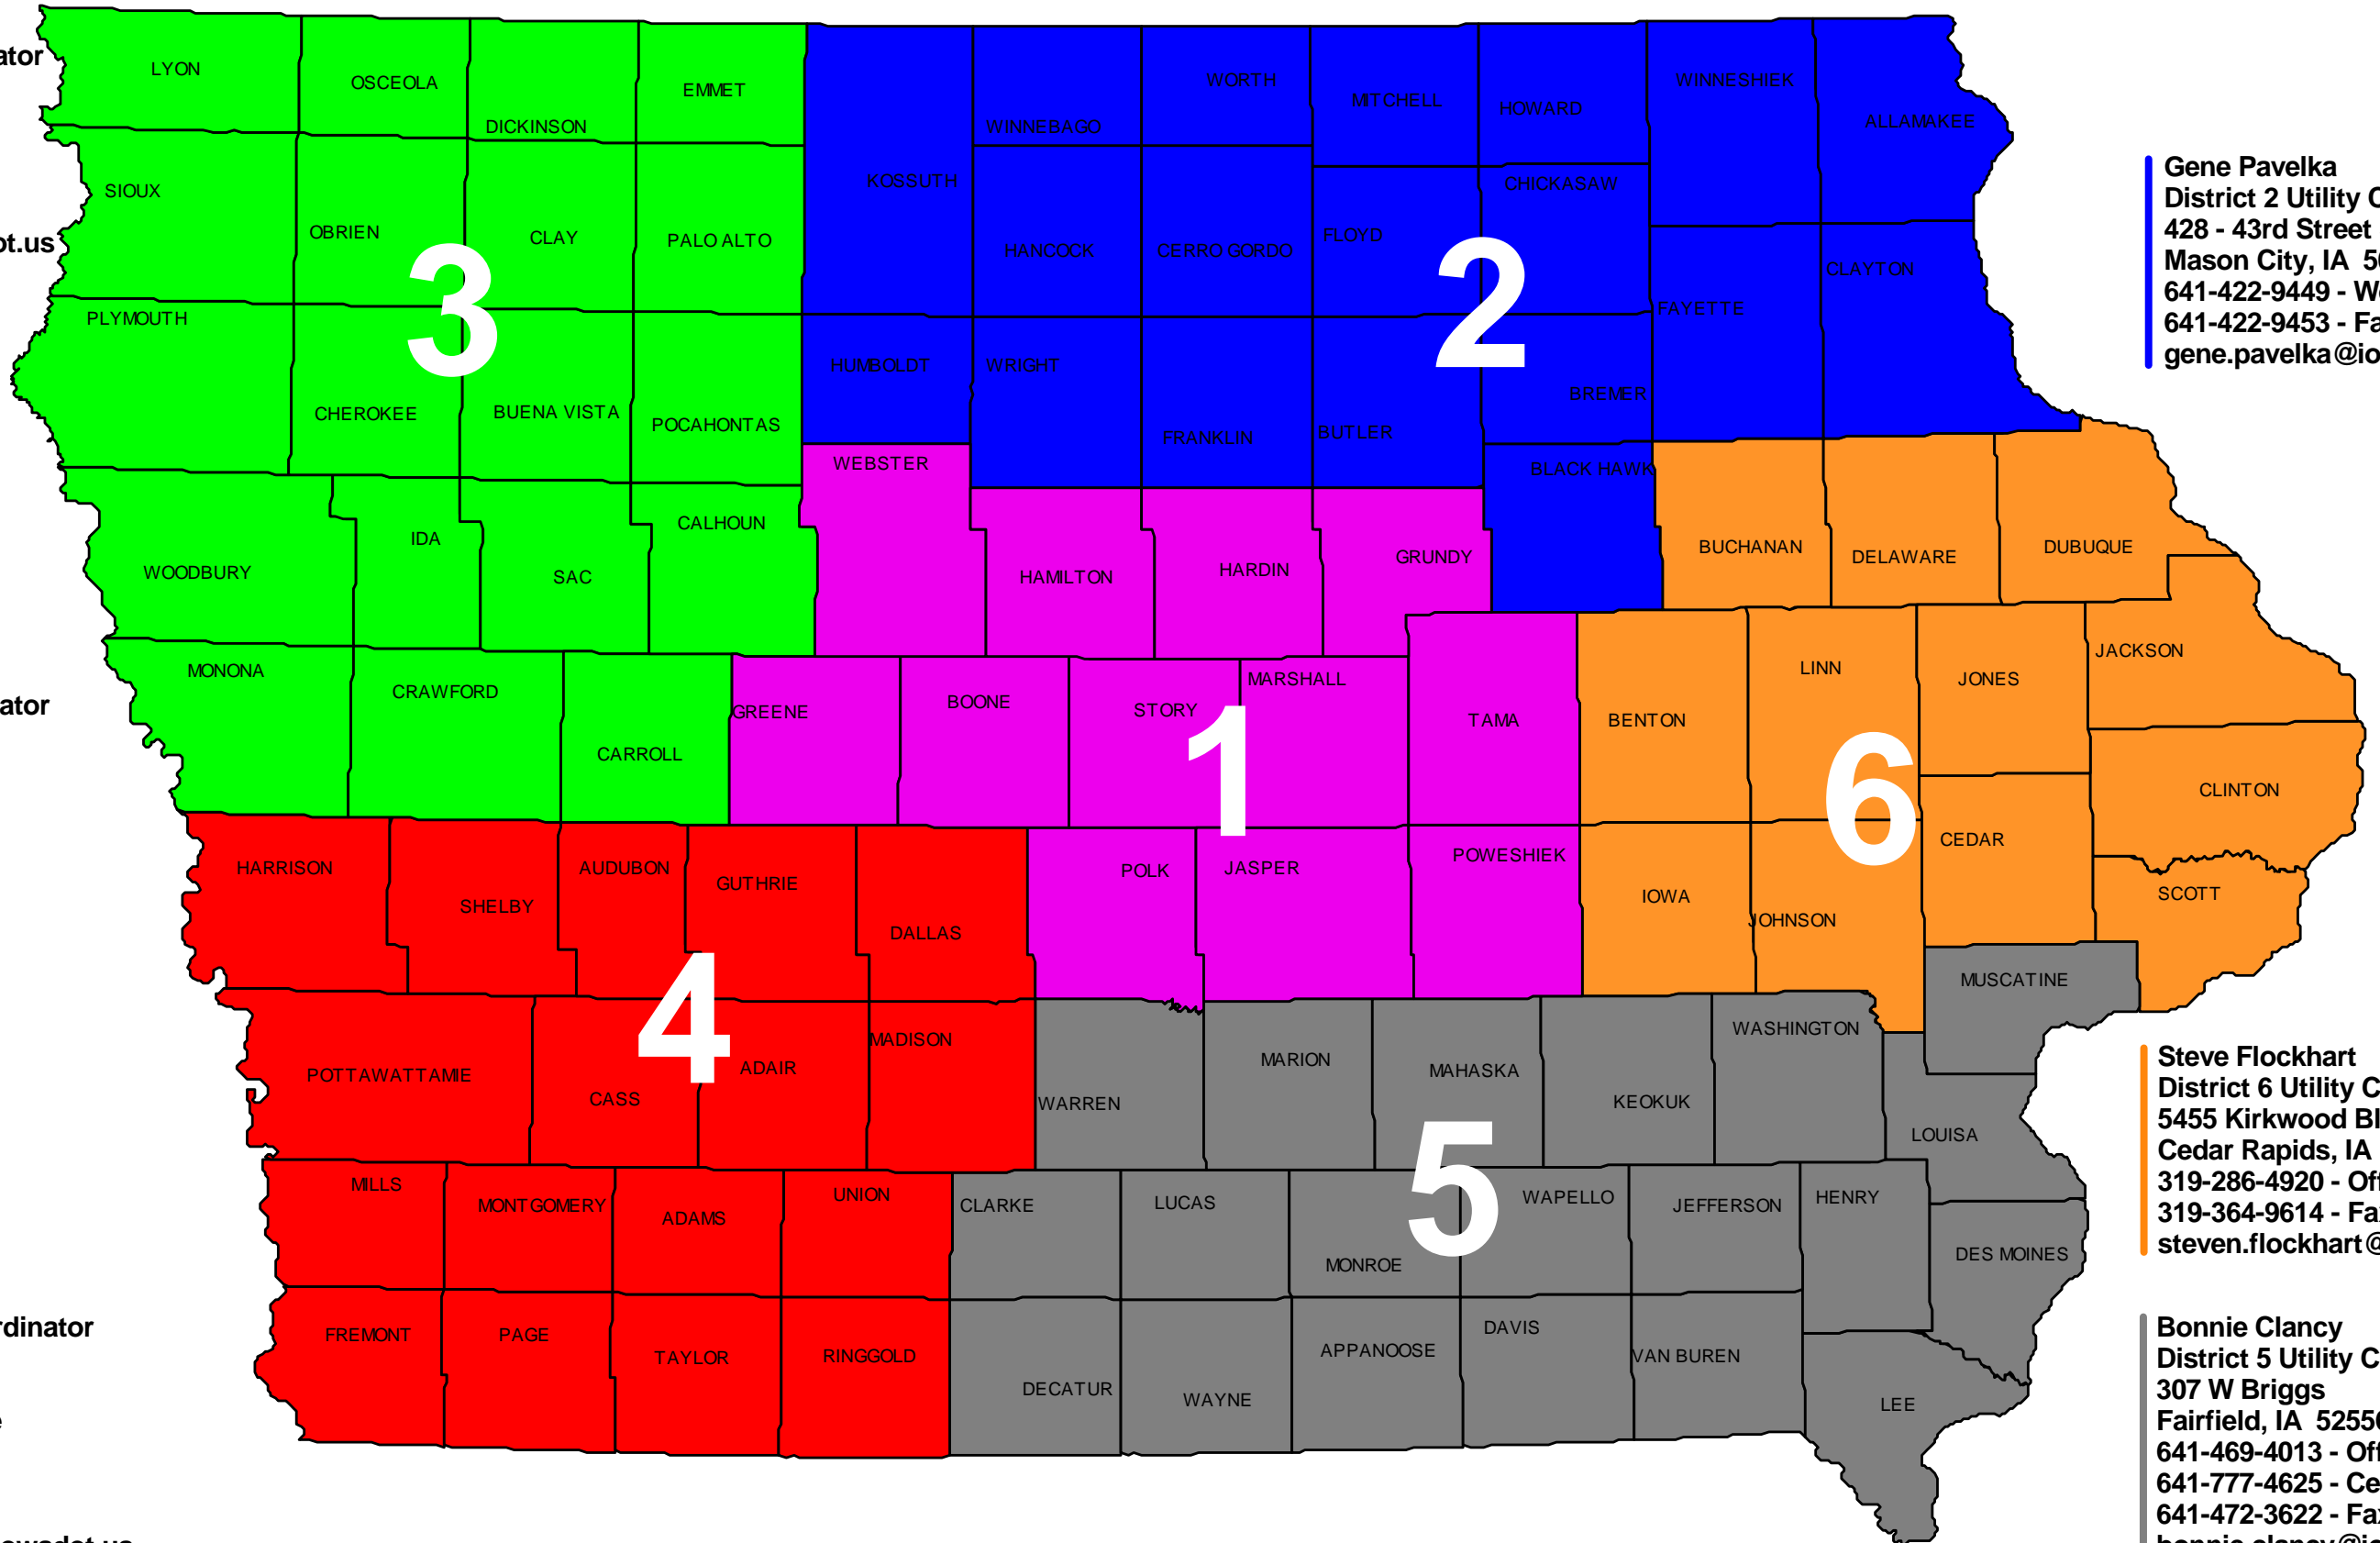 ator
ot.us
ator
rdinator
LYON
OSCEOLA
DICKINSON
EMMET
SIOUX
OBRIEN
CLAY
PALO ALTO
3
PLYMOUTH
CHEROKEE
BUENA VISTA
POCAHONTAS
WOODBURY
IDA
SAC
CALHOUN
MONONA
CRAWFORD
CARROLL
KOSSUTH
WINNEBAGO
WORTH
MITCHELL
HOWARD
WINNESHIEK
ALLAMAKEE
HANCOCK
CERRO GORDO
FLOYD
CHICKASAW
2
FAYETTE
CLAYTON
HUMBOLDT
WRIGHT
FRANKLIN
BUTLER
BREMER
BLACK HAWK
WEBSTER
HAMILTON
HARDIN
GRUNDY
GREENE
BOONE
STORY
MARSHALL
TAMA
1
POLK
JASPER
POWESHIEK
BUCHANAN
DELAWARE
DUBUQUE
BENTON
LINN
JONES
JACKSON
6
CLINTON
CEDAR
IOWA
JOHNSON
SCOTT
HARRISON
SHELBY
AUDUBON
GUTHRIE
DALLAS
4
POTTAWATTAMIE
CASS
ADAIR
MADISON
MILLS
MONTGOMERY
ADAMS
UNION
FREMONT
PAGE
TAYLOR
RINGGOLD
WARREN
MARION
MAHASKA
KEOKUK
WASHINGTON
MUSCATINE
LOUISA
5
CLARKE
LUCAS
MONROE
WAPELLO
JEFFERSON
HENRY
DES MOINES
DECATUR
WAYNE
APPANOOSE
DAVIS
VAN BUREN
LEE
Gene Pavelka
District 2 Utility C
428 - 43rd Street
Mason City, IA 50
641-422-9449 - Wo
641-422-9453 - Fa
gene.pavelka@io
Steve Flockhart
District 6 Utility C
5455 Kirkwood Bl
Cedar Rapids, IA
319-286-4920 - Off
319-364-9614 - Fax
steven.flockhart@
Bonnie Clancy
District 5 Utility C
307 W Briggs
Fairfield, IA 52556
641-469-4013 - Off
641-777-4625 - Ce
641-472-3622 - Fax